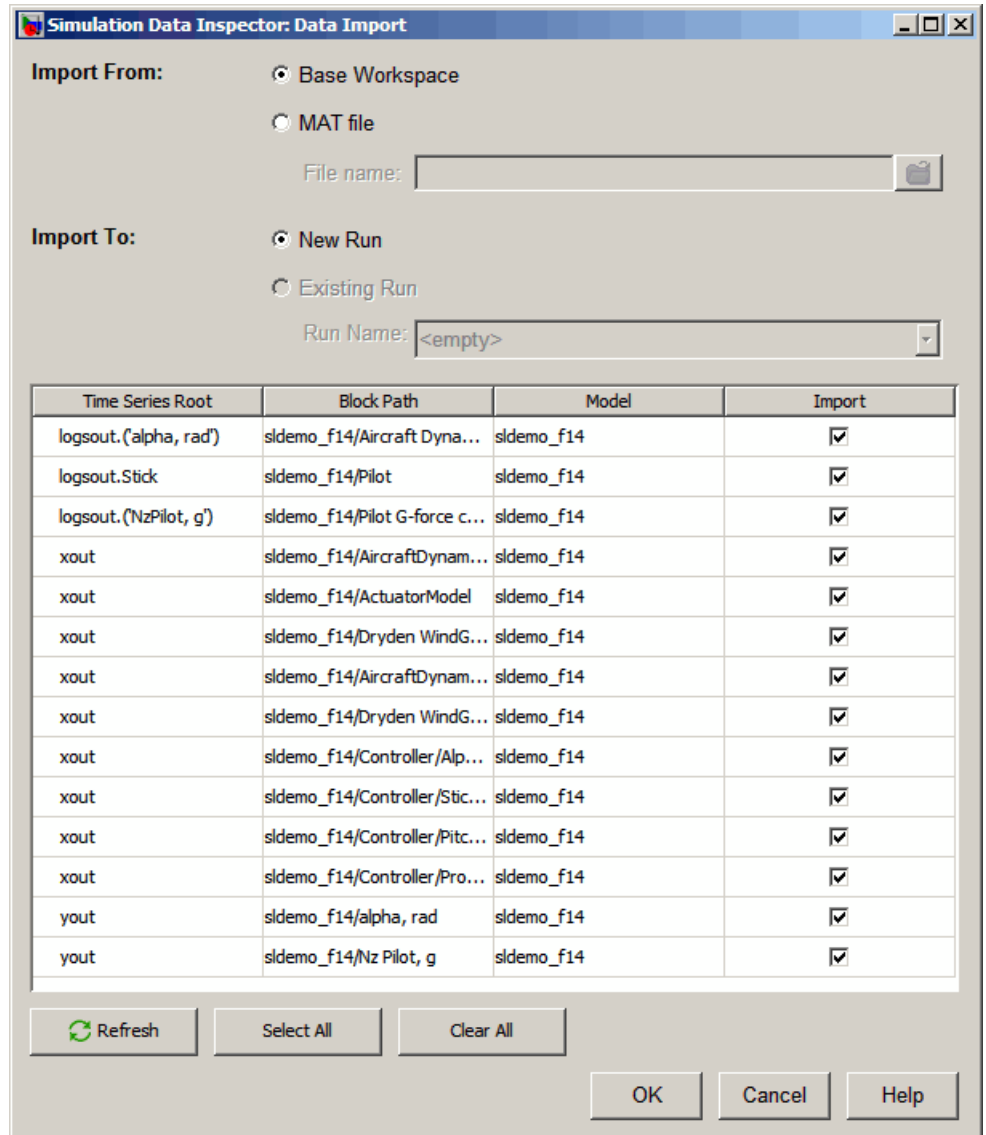 Simulation Data Inspector: Data Import
Import From: Base Workspace
MAT file
File name:
Import To: New Run
Existing Run
Run Name: <empty>
Time Series Root Block Path Model Import
logsout.('alpha, rad') sldemo_f14/Aircraft Dyna... sldemo_f14
logsout.Stick sldemo_f14/Pilot sldemo_f14
logsout.('NzPilot, g') sldemo_f14/Pilot G-force c... sldemo_f14
xout sldemo_f14/AircraftDynam... sldemo_f14
xout sldemo_f14/ActuatorModel sldemo_f14
xout sldemo_f14/Dryden WindG... sldemo_f14
xout sldemo_f14/AircraftDynam... sldemo_f14
xout sldemo_f14/Dryden WindG... sldemo_f14
xout sldemo_f14/Controller/Alp... sldemo_f14
xout sldemo_f14/Controller/Stic... sldemo_f14
xout sldemo_f14/Controller/Pitc... sldemo_f14
xout sldemo_f14/Controller/Pro... sldemo_f14
yout sldemo_f14/alpha, rad sldemo_f14
yout sldemo_f14/Nz Pilot, g sldemo_f14
Refresh Select All Clear All
OK Cancel Help